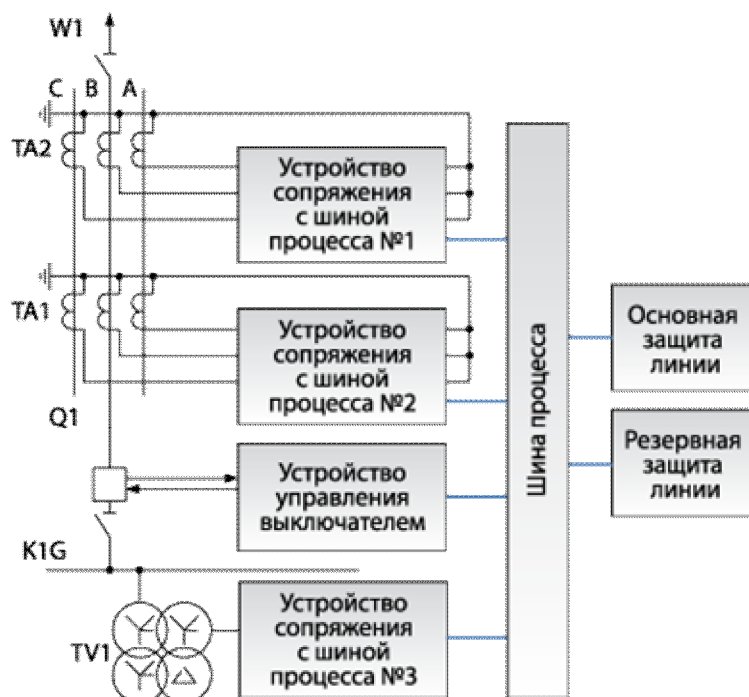 W1
C B A
TA2
Устройство
сопряжения
с шиной
процесса №1
TA1
Устройство
сопряжения
с шиной
процесса №2
Q1
Устройство
управления
выключателем
K1G
Устройство
сопряжения
с шиной
процесса №3
TV1
Шина процесса
Основная
защита
линии
Резервная
защита
линии